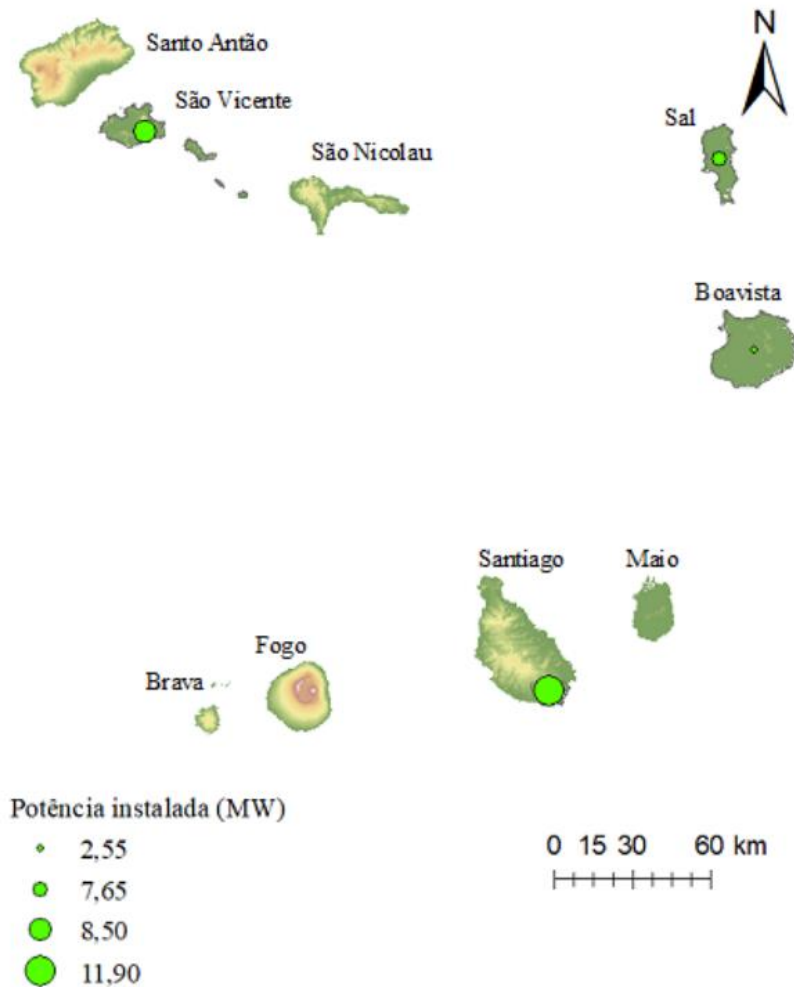 N
Santo Antão
São Vicente
Sal
São Nicolau
Boavista
Santiago
Maio
Fogo
Brava
Potência instalada (MW)
2,55
7,65
8,50
11,90
0 15 30 60 km